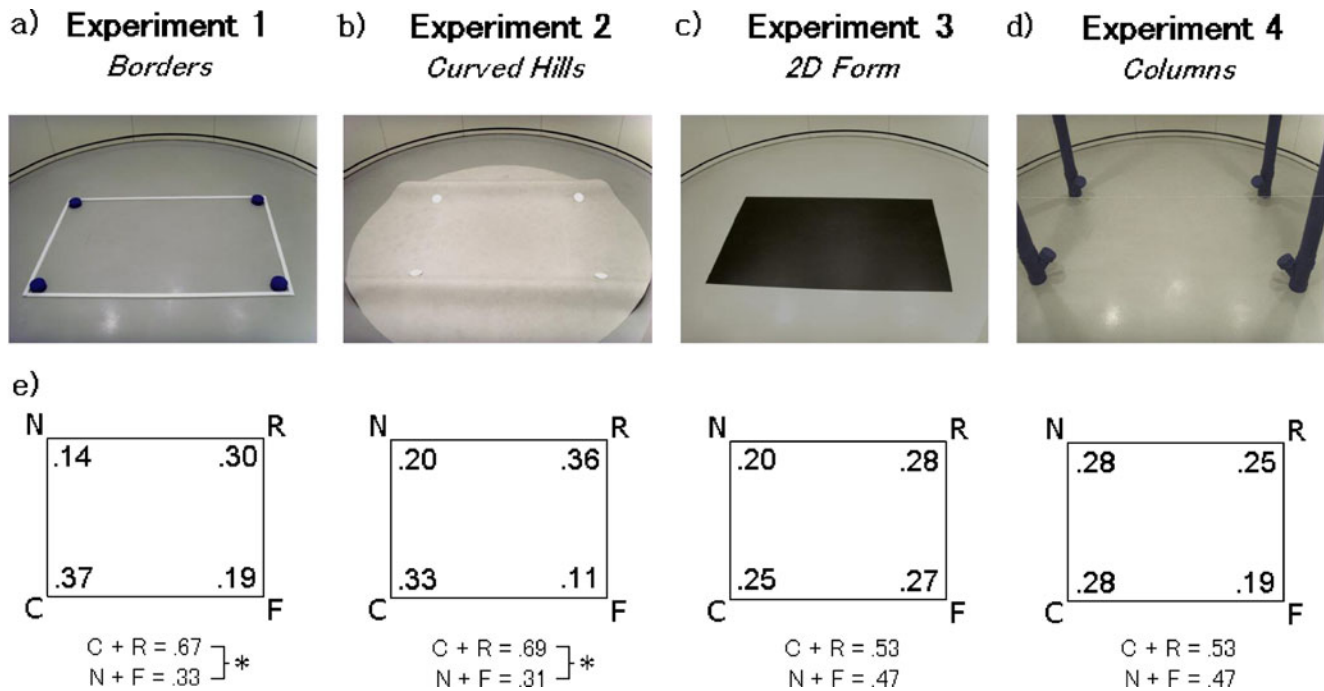 a) Experiment 1
Borders
b) Experiment 2
Curved Hills
c) Experiment 3
2D Form
d) Experiment 4
Columns
e)
N R
.14 .30
.37 .19
C F
C + R = .67
N + F = .33
*
N R
.20 .36
.33 .11
C F
C + R = .69
N + F = .31
*
N R
.20 .28
.25 .27
C F
C + R = .53
N + F = .47
N R
.28 .25
.28 .19
C F
C + R = .53
N + F = .47